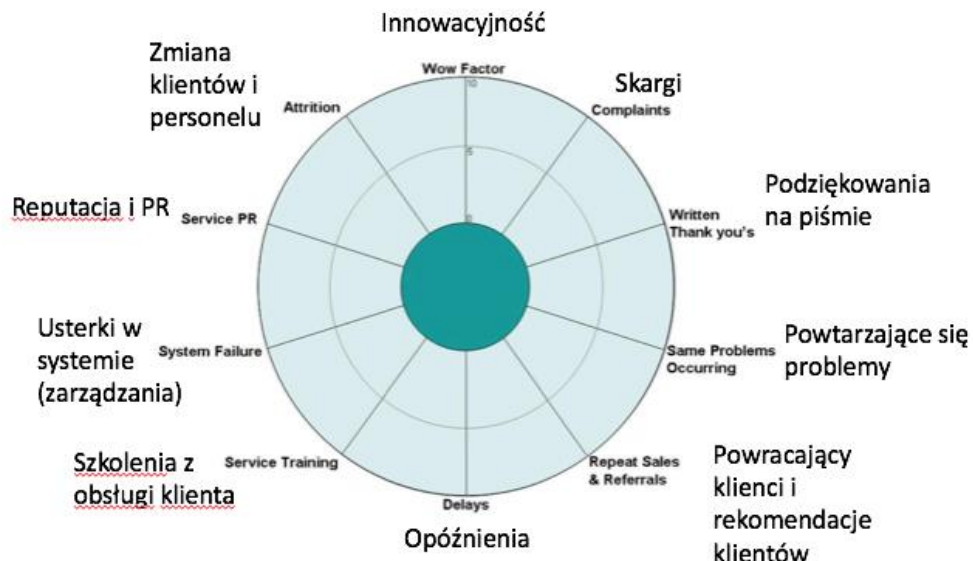 Innowacyjność
Wow Factor
10
5
0
Skargi
Complaints
Podziękowania
na piśmie
Written
Thank you's
Powtarzające się
problemy
Same Problems
Occurring
Powracający
klienci i
rekomendacje
klientów
Repeat Sales
& Referrals
Delays
Opóźnienia
Service Training
Szkolenia z
obsługi klienta
System Failure
Usterki w
systemie
(zarządzania)
Service PR
Reputacja i PR
Attrition
Zmiana
klientów i
personelu